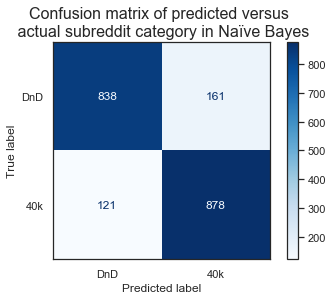 Confusion matrix of predicted versus
actual subreddit category in Naïve Bayes
True label
DnD
838
161
40k
121
878
DnD
40k
Predicted label
800
700
600
500
400
300
200